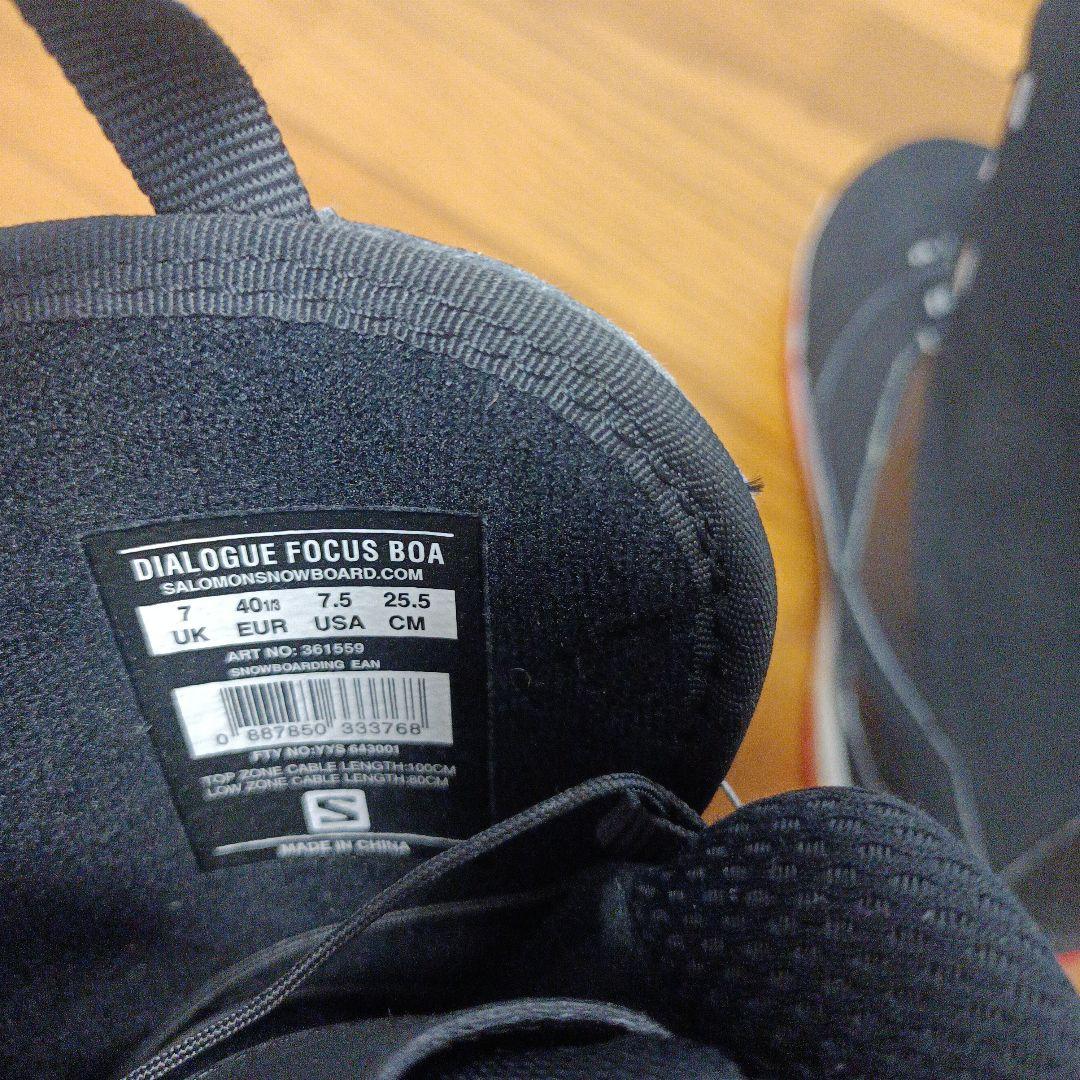 DIALOGUE FOCUS BOA
SALOMONSNOWBOARD.COM
7 40 1/3 7.5 25.5
UK EUR USA CM
ART NO: 361559
SNOWBOARDING EAN
0 887850 333768
FTY NO:YYS 643001
TOP ZONE CABLE LENGTH:100CM
LOW ZONE CABLE LENGTH:80CM
S
MADE IN CHINA